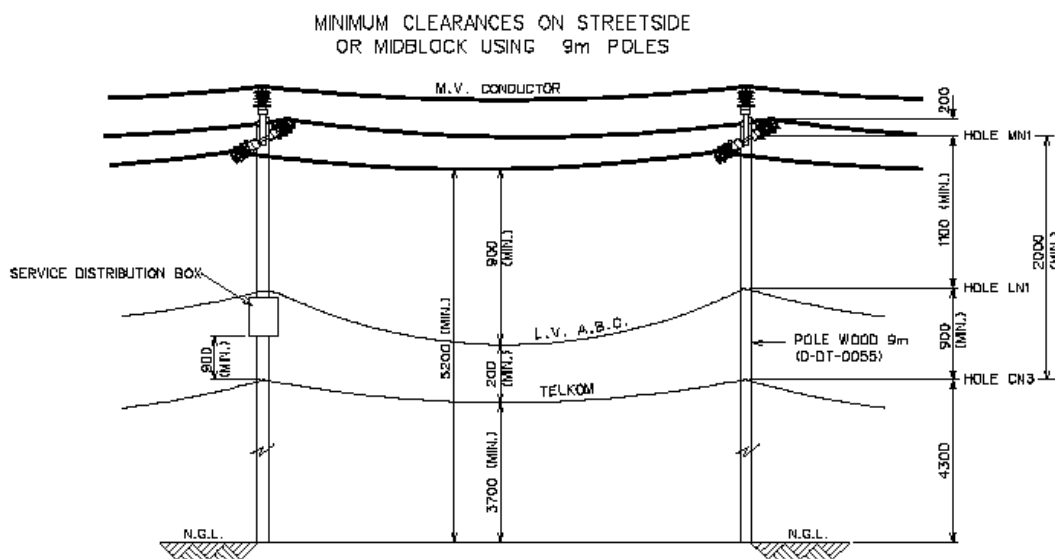 MINIMUM CLEARANCES ON STREETSIDE
OR MIDBLOCK USING 9m POLES
M.V. CONDUCTOR
200
HOLE MN1
1100 (MIN.)
2000
(MIN.)
900
(MIN.)
SERVICE DISTRIBUTION BOX
HOLE LN1
L.V. A.B.C.
5200 (MIN.)
POLE WOOD 9m
(D-DT-0055)
900
(MIN.)
900
(MIN.)
200
(MIN.)
TELKOM
HOLE CN3
3700 (MIN.)
4300
N.G.L.
N.G.L.